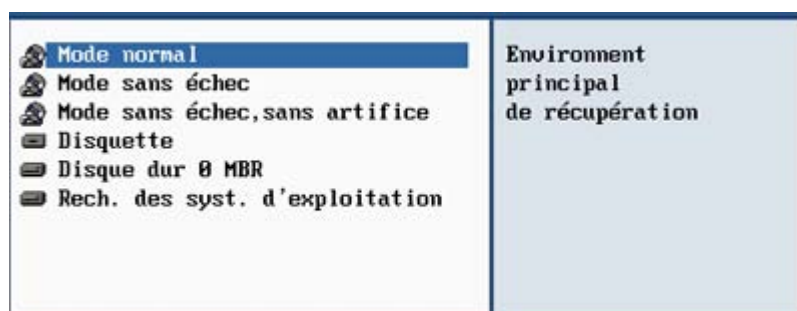 Mode normal
Mode sans échec
Mode sans échec,sans artifice
Disquette
Disque dur 0 MBR
Rech. des syst. d'exploitation
Environnent
principal
de récupération